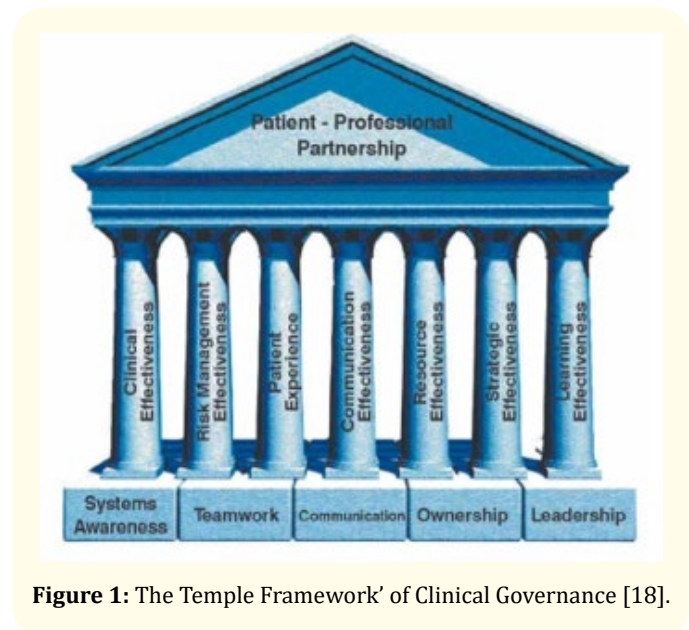 Patient - Professional
Partnership
Clinical
Effectiveness
Risk Management
Effectiveness
Patient
Experience
Communication
Effectiveness
Resource
Effectiveness
Strategic
Effectiveness
Learning
Effectiveness
Systems
Awareness
Teamwork
Communication
Ownership
Leadership
Figure 1: The Temple Framework’ of Clinical Governance [18].